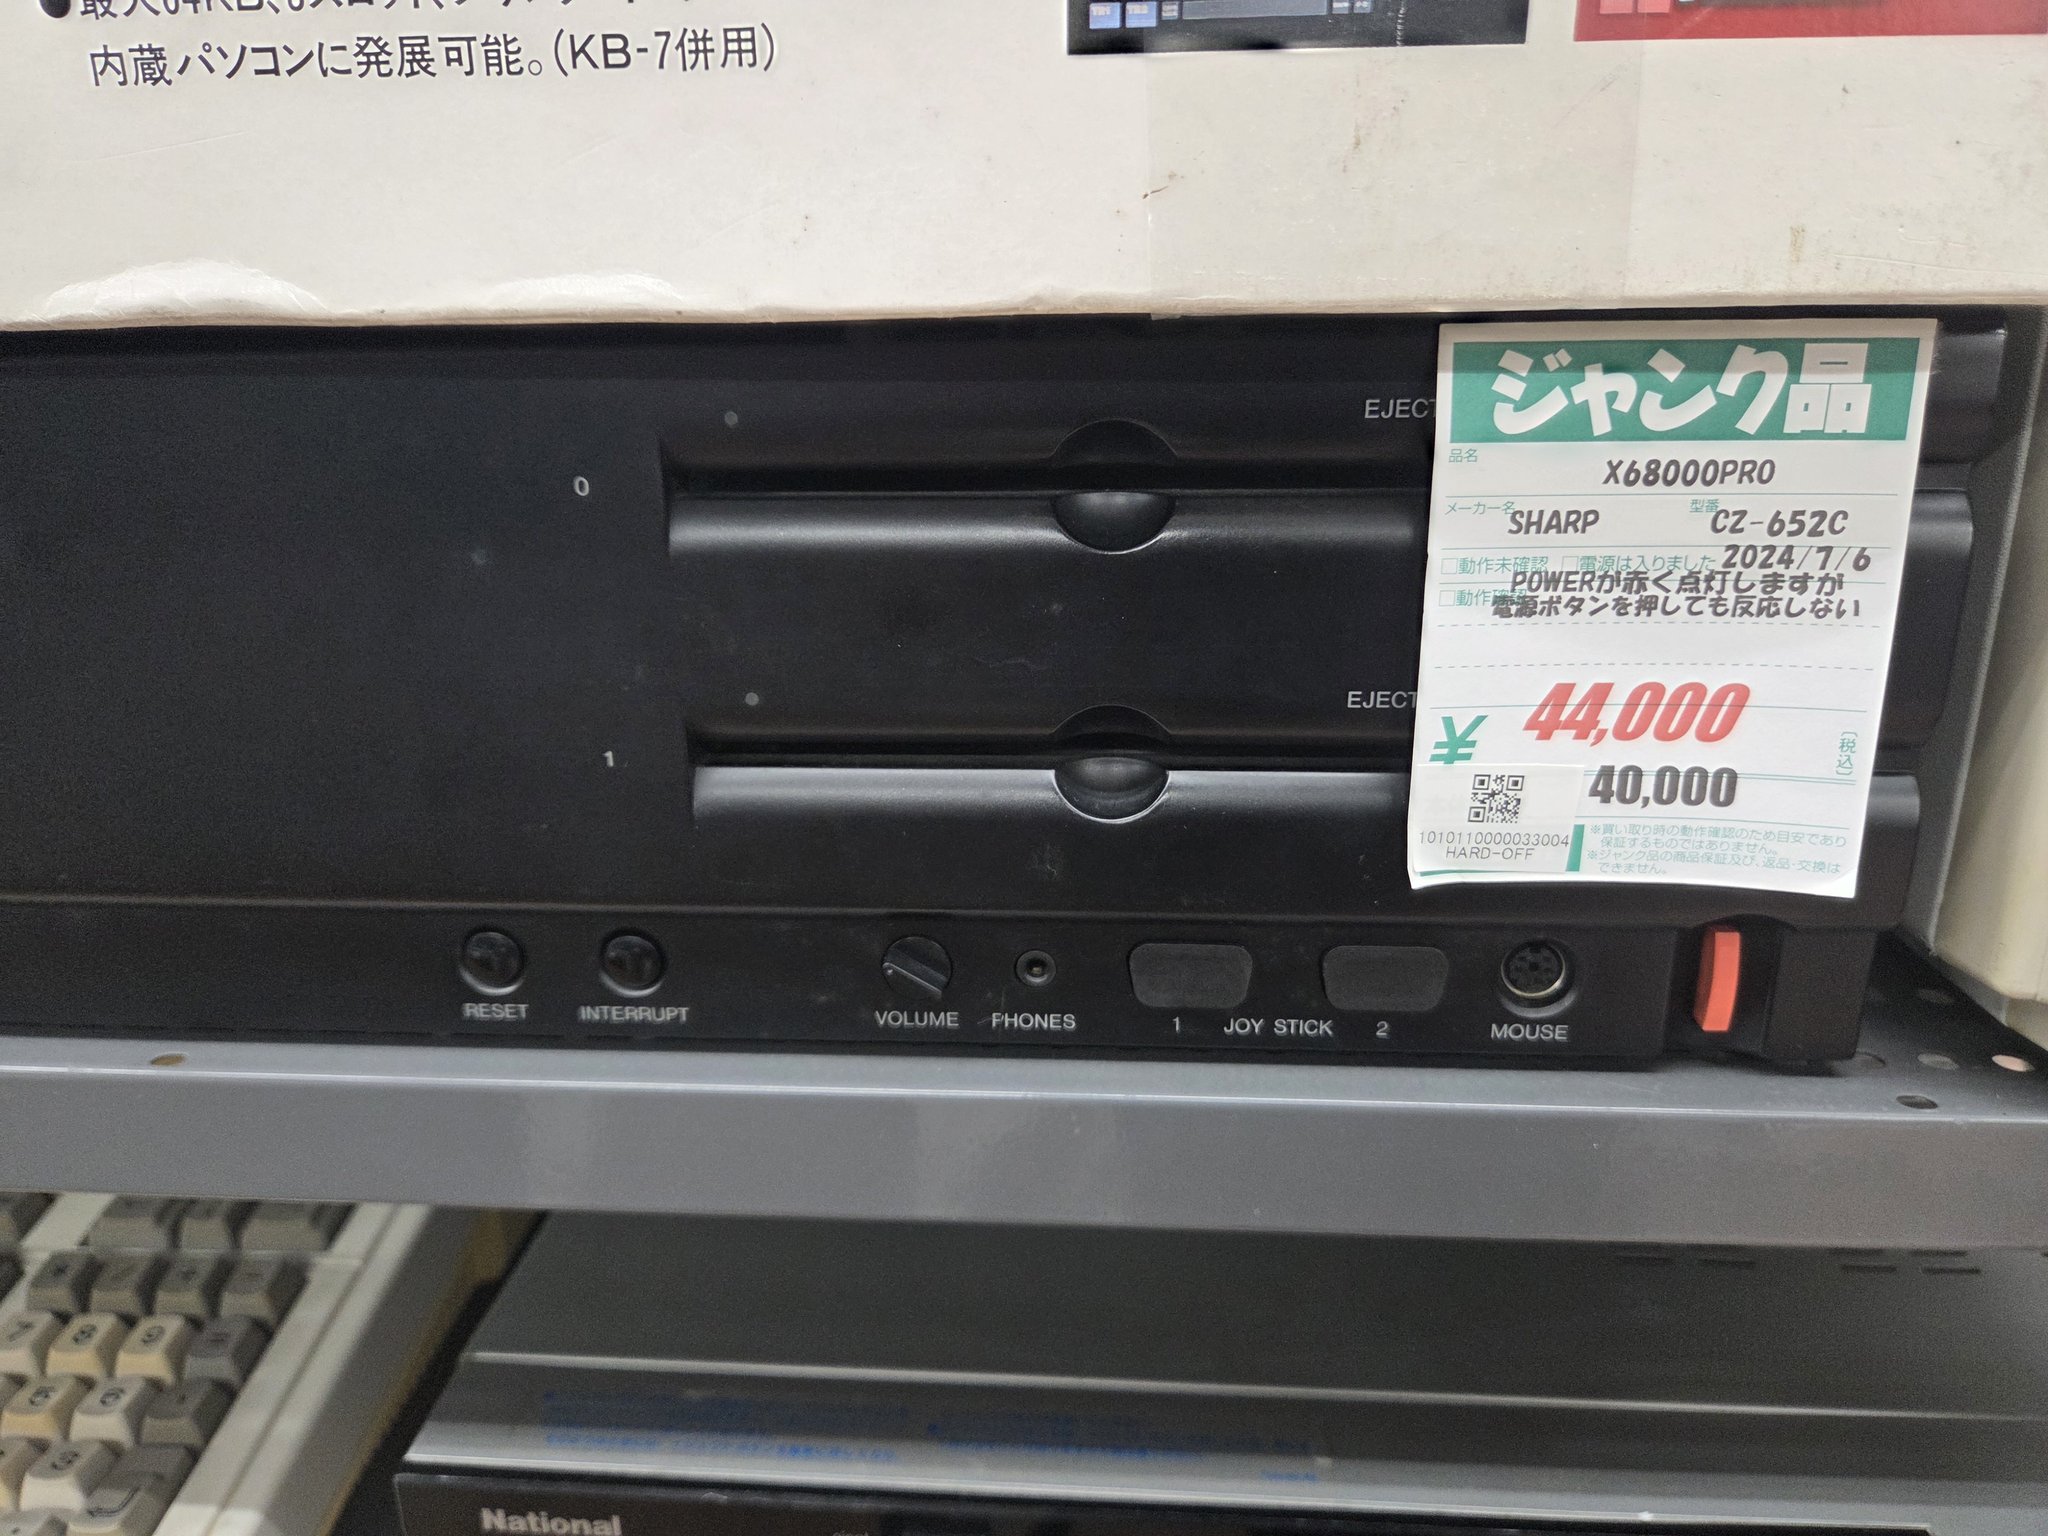 内蔵パソコンに発展可能。(KB-7併用)
EJECT
0
EJECT
1
ジャンク品
品名
X68000PRO
メーカー名 型番
SHARP CZ-652C
□動作未確認 □電源は入りました 2024/7/6
POWERが赤く点灯しますが
□動作確認
電源ボタンを押しても反応しない
44,000
¥
(税込)
40,000
1010110000033004
HARD-OFF
※買い取り時の動作確認のため目安であり
保証するものではありません。
※ジャンク品の商品保証及び、返品・交換は
できません。
RESET
INTERRUPT
VOLUME
PHONES
1 JOY STICK 2
MOUSE
7 8 9
5 6
3
National